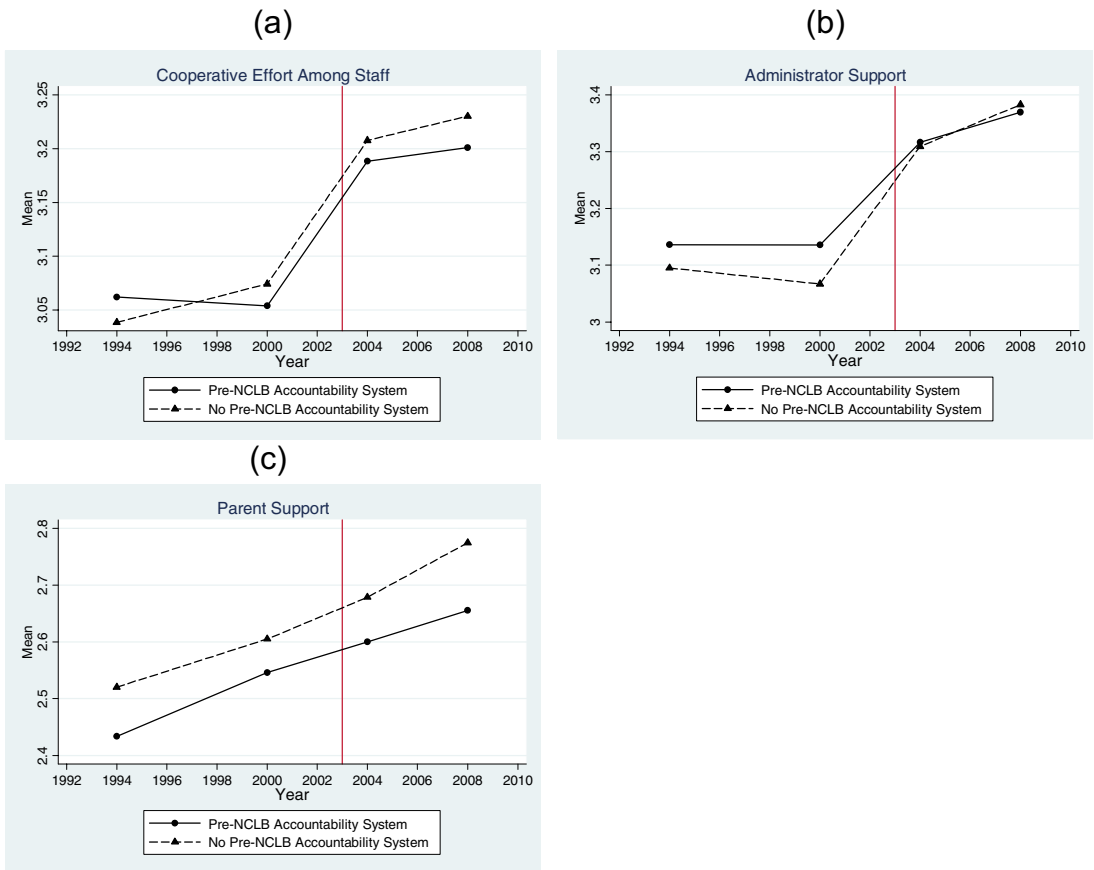 (a)
Cooperative Effort Among Staff
3.25
3.2
3.15
3.1
3.05
Mean
1992 1994 1996 1998 2000 2002 2004 2006 2008 2010
Year
Pre-NCLB Accountability System
No Pre-NCLB Accountability System
(b)
Administrator Support
3.4
3.3
3.2
3.1
3
Mean
1992 1994 1996 1998 2000 2002 2004 2006 2008 2010
Year
Pre-NCLB Accountability System
No Pre-NCLB Accountability System
(c)
Parent Support
2.8
2.7
2.6
2.5
2.4
Mean
1992 1994 1996 1998 2000 2002 2004 2006 2008 2010
Year
Pre-NCLB Accountability System
No Pre-NCLB Accountability System